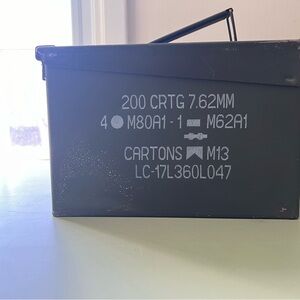 200 CRTG 7.62MM
4 M80A1 - 1 M62A1
CARTONS M13
LC-17L360L047